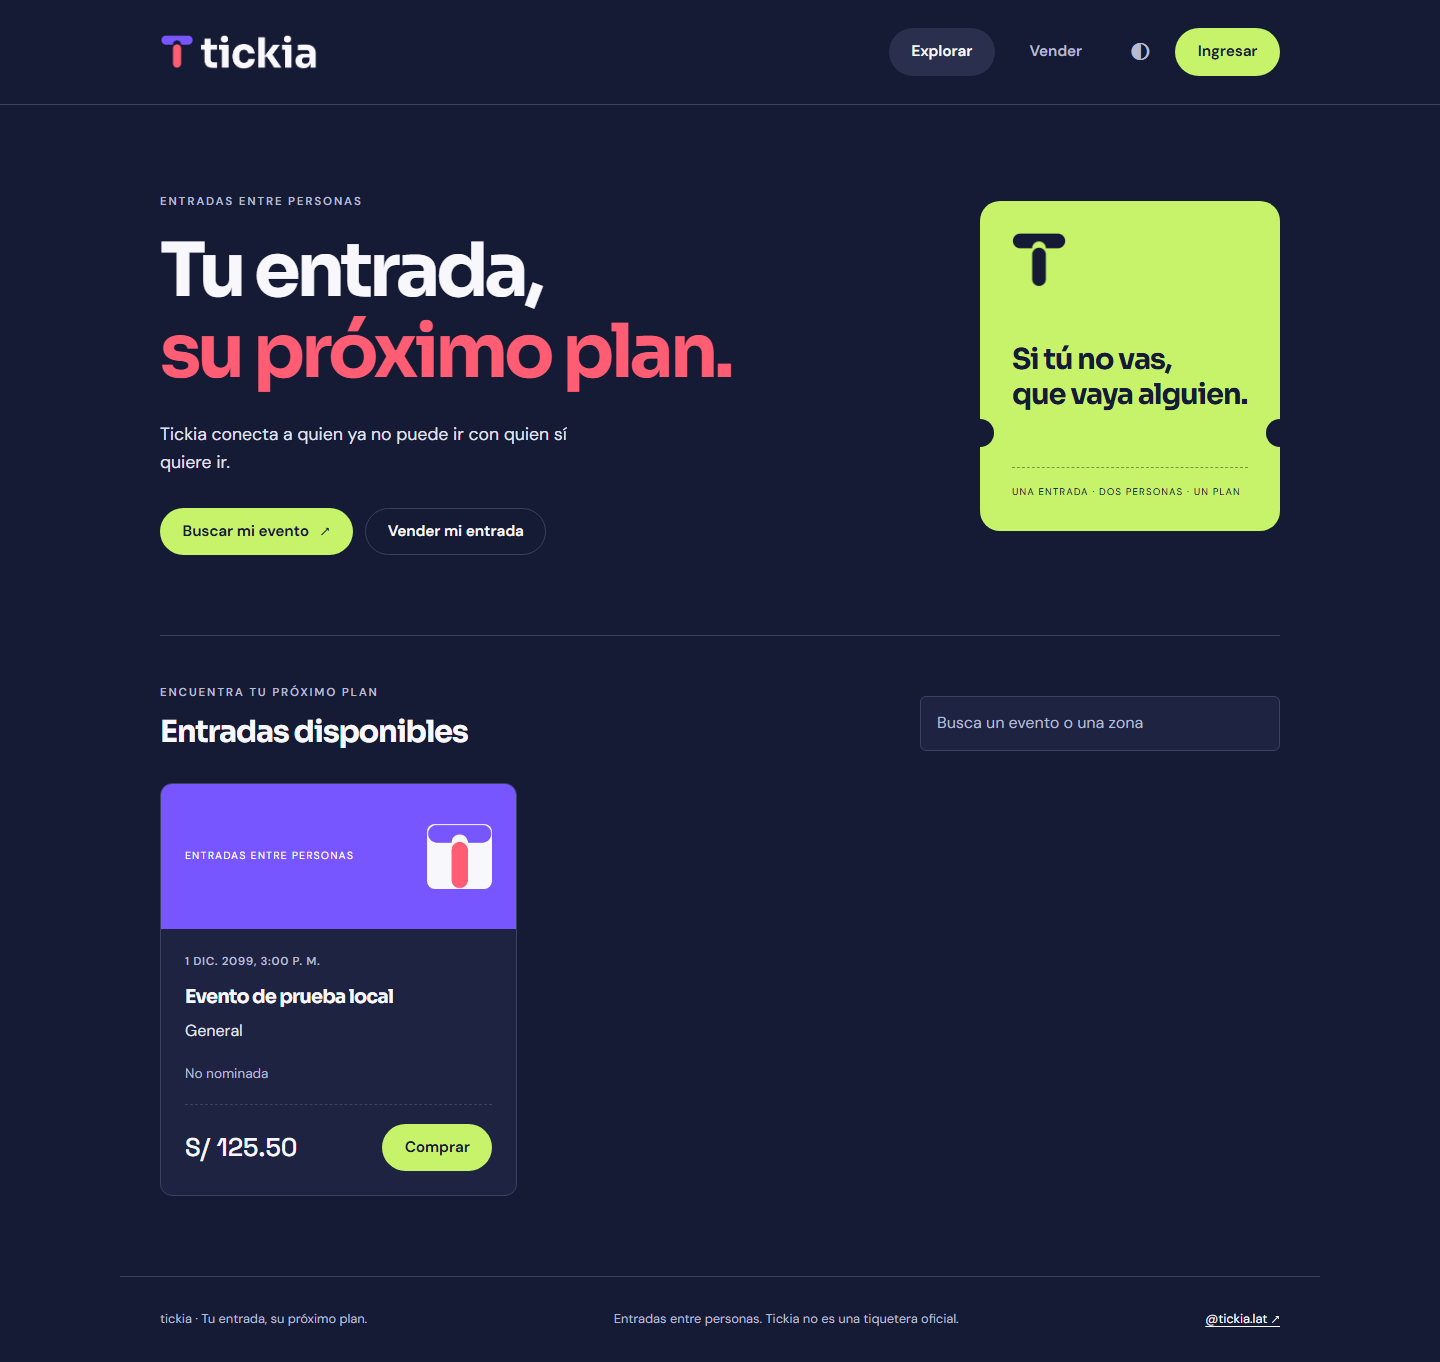 tickia
Explorar
Vender
Ingresar
ENTRADAS ENTRE PERSONAS
Tu entrada,
su próximo plan.
Tickia conecta a quien ya no puede ir con quien sí
quiere ir.
Buscar mi evento ↗
Vender mi entrada
Si tú no vas,
que vaya alguien.
UNA ENTRADA · DOS PERSONAS · UN PLAN
ENCUENTRA TU PRÓXIMO PLAN
Entradas disponibles
Busca un evento o una zona
ENTRADAS ENTRE PERSONAS
1 DIC. 2099, 3:00 P. M.
Evento de prueba local
General
No nominada
S/ 125.50
Comprar
tickia · Tu entrada, su próximo plan.
Entradas entre personas. Tickia no es una tiquetera oficial.
@tickia.lat ↗